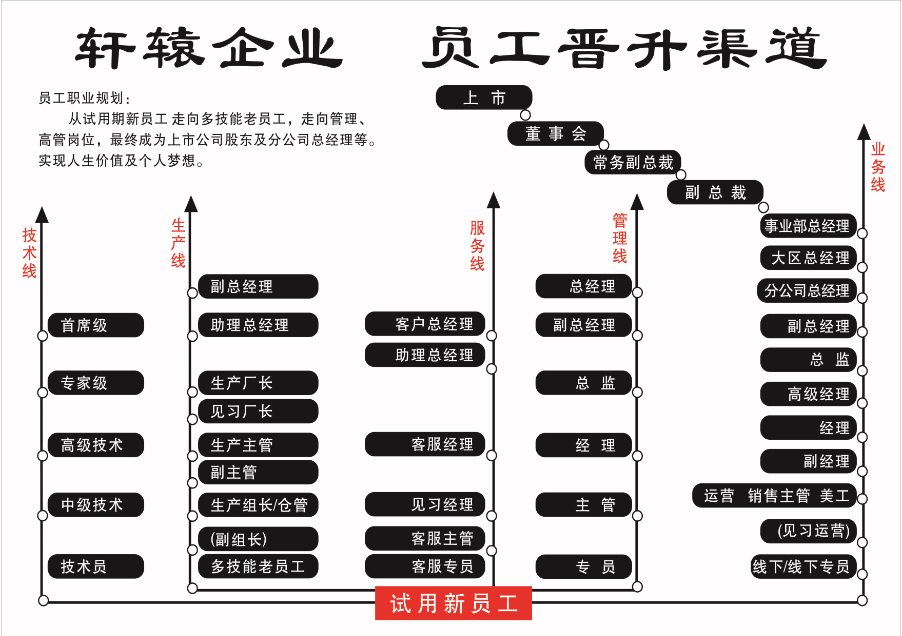 轩辕企业 员工晋升渠道
员工职业规划：
从试用期新员工 走向多技能老员工，走向管理、
高管岗位，最终成为上市公司股东及分公司总经理等。
实现人生价值及个人梦想。
上 市
董 事 会
常务副总裁
副 总 裁
技术线
首席级
专家级
高级技术
中级技术
技术员
生产线
副总经理
助理总经理
生产厂长
见习厂长
生产主管
副主管
生产组长/仓管
(副组长)
多技能老员工
服务线
客户总经理
助理总经理
客服经理
见习经理
客服主管
客服专员
管理线
总经理
副总经理
总 监
经 理
主 管
专 员
业务线
事业部总经理
大区总经理
分公司总经理
副总经理
总 监
高级经理
经理
副经理
运营 销售主管 美工
(见习运营)
线下/线下专员
试用新员工